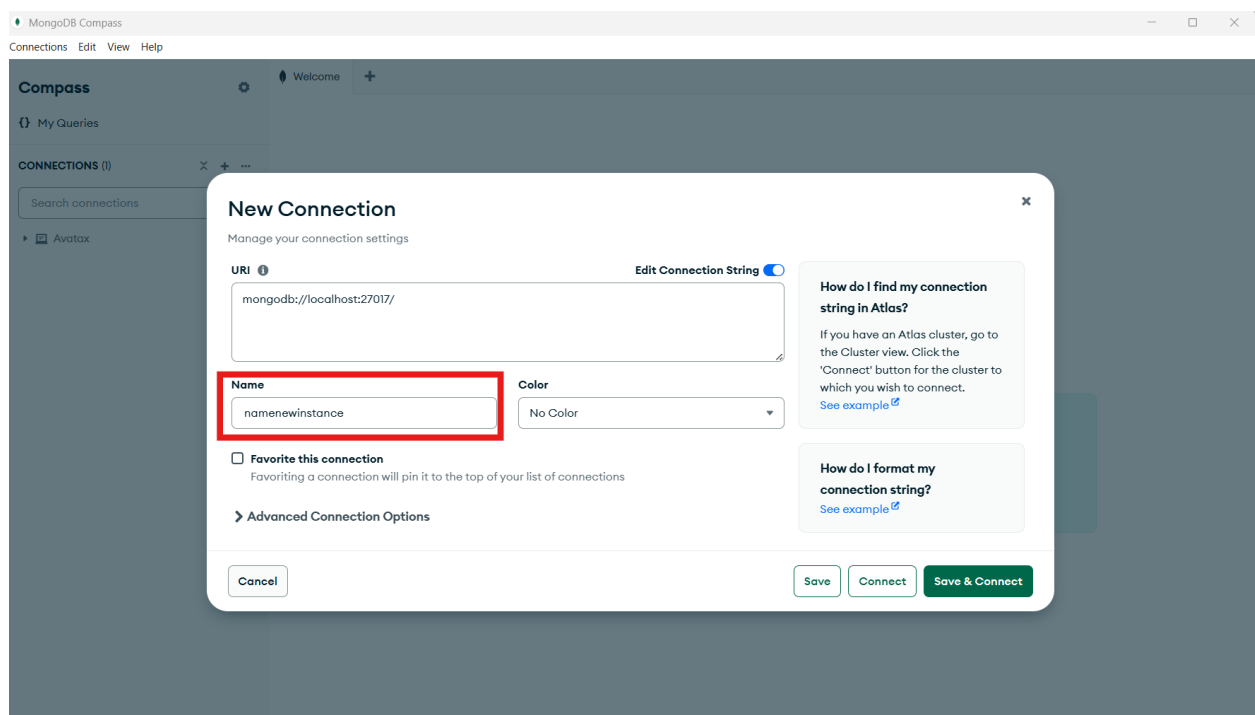 MongoDB Compass
Connections Edit View Help
Compass
Welcome
{} My Queries
CONNECTIONS (1)
Search connections
Avatax
New Connection
Manage your connection settings
URI
Edit Connection String
mongodb://localhost:27017/
Name
Color
namenewinstance
No Color
Favorite this connection
Favoriting a connection will pin it to the top of your list of connections
Advanced Connection Options
How do I find my connection
string in Atlas?
If you have an Atlas cluster, go to
the Cluster view. Click the
'Connect' button for the cluster to
which you wish to connect.
See example
How do I format my
connection string?
See example
Cancel
Save
Connect
Save & Connect